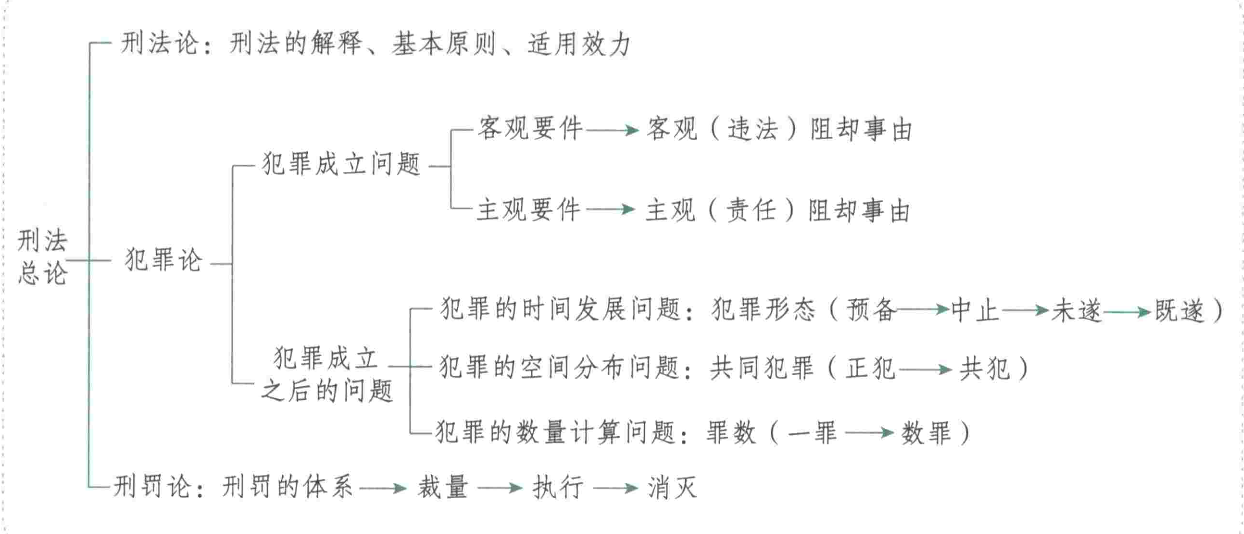 刑法论：刑法的解释、基本原则、适用效力
客观要件→客观（违法）阻却事由
犯罪成立问题
主观要件→主观（责任）阻却事由
刑法
总论
犯罪论
犯罪的时间发展问题：犯罪形态（预备→中止→未遂→既遂）
犯罪成立
之后的问题
犯罪的空间分布问题：共同犯罪（正犯→共犯）
犯罪的数量计算问题：罪数（一罪→数罪）
刑罚论：刑罚的体系→裁量→执行→消灭